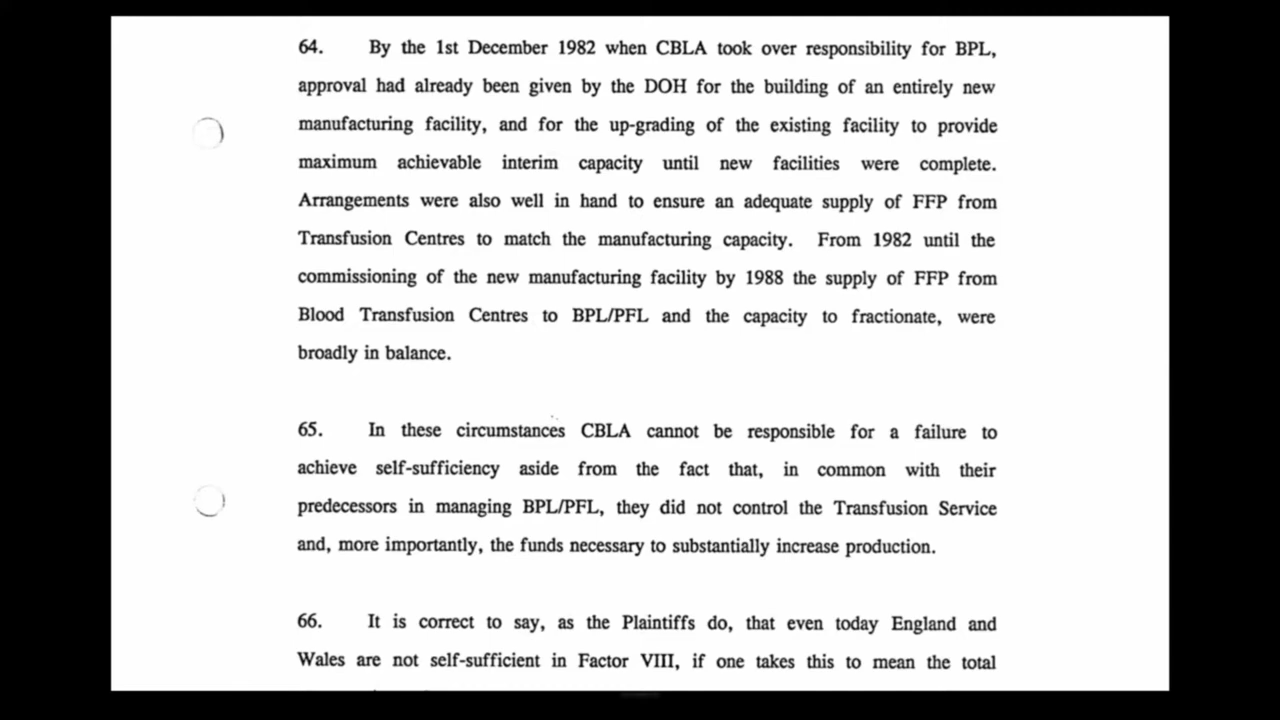 64. By the 1st December 1982 when CBLA took over responsibility for BPL,
approval had already been given by the DOH for the building of an entirely new
manufacturing facility, and for the up-grading of the existing facility to provide
maximum achievable interim capacity until new facilities were complete.
Arrangements were also well in hand to ensure an adequate supply of FFP from
Transfusion Centres to match the manufacturing capacity. From 1982 until the
commissioning of the new manufacturing facility by 1988 the supply of FFP from
Blood Transfusion Centres to BPL/PFL and the capacity to fractionate, were
broadly in balance.
65. In these circumstances CBLA cannot be responsible for a failure to
achieve self-sufficiency aside from the fact that, in common with their
predecessors in managing BPL/PFL, they did not control the Transfusion Service
and, more importantly, the funds necessary to substantially increase production.
66. It is correct to say, as the Plaintiffs do, that even today England and
Wales are not self-sufficient in Factor VIII, if one takes this to mean the total